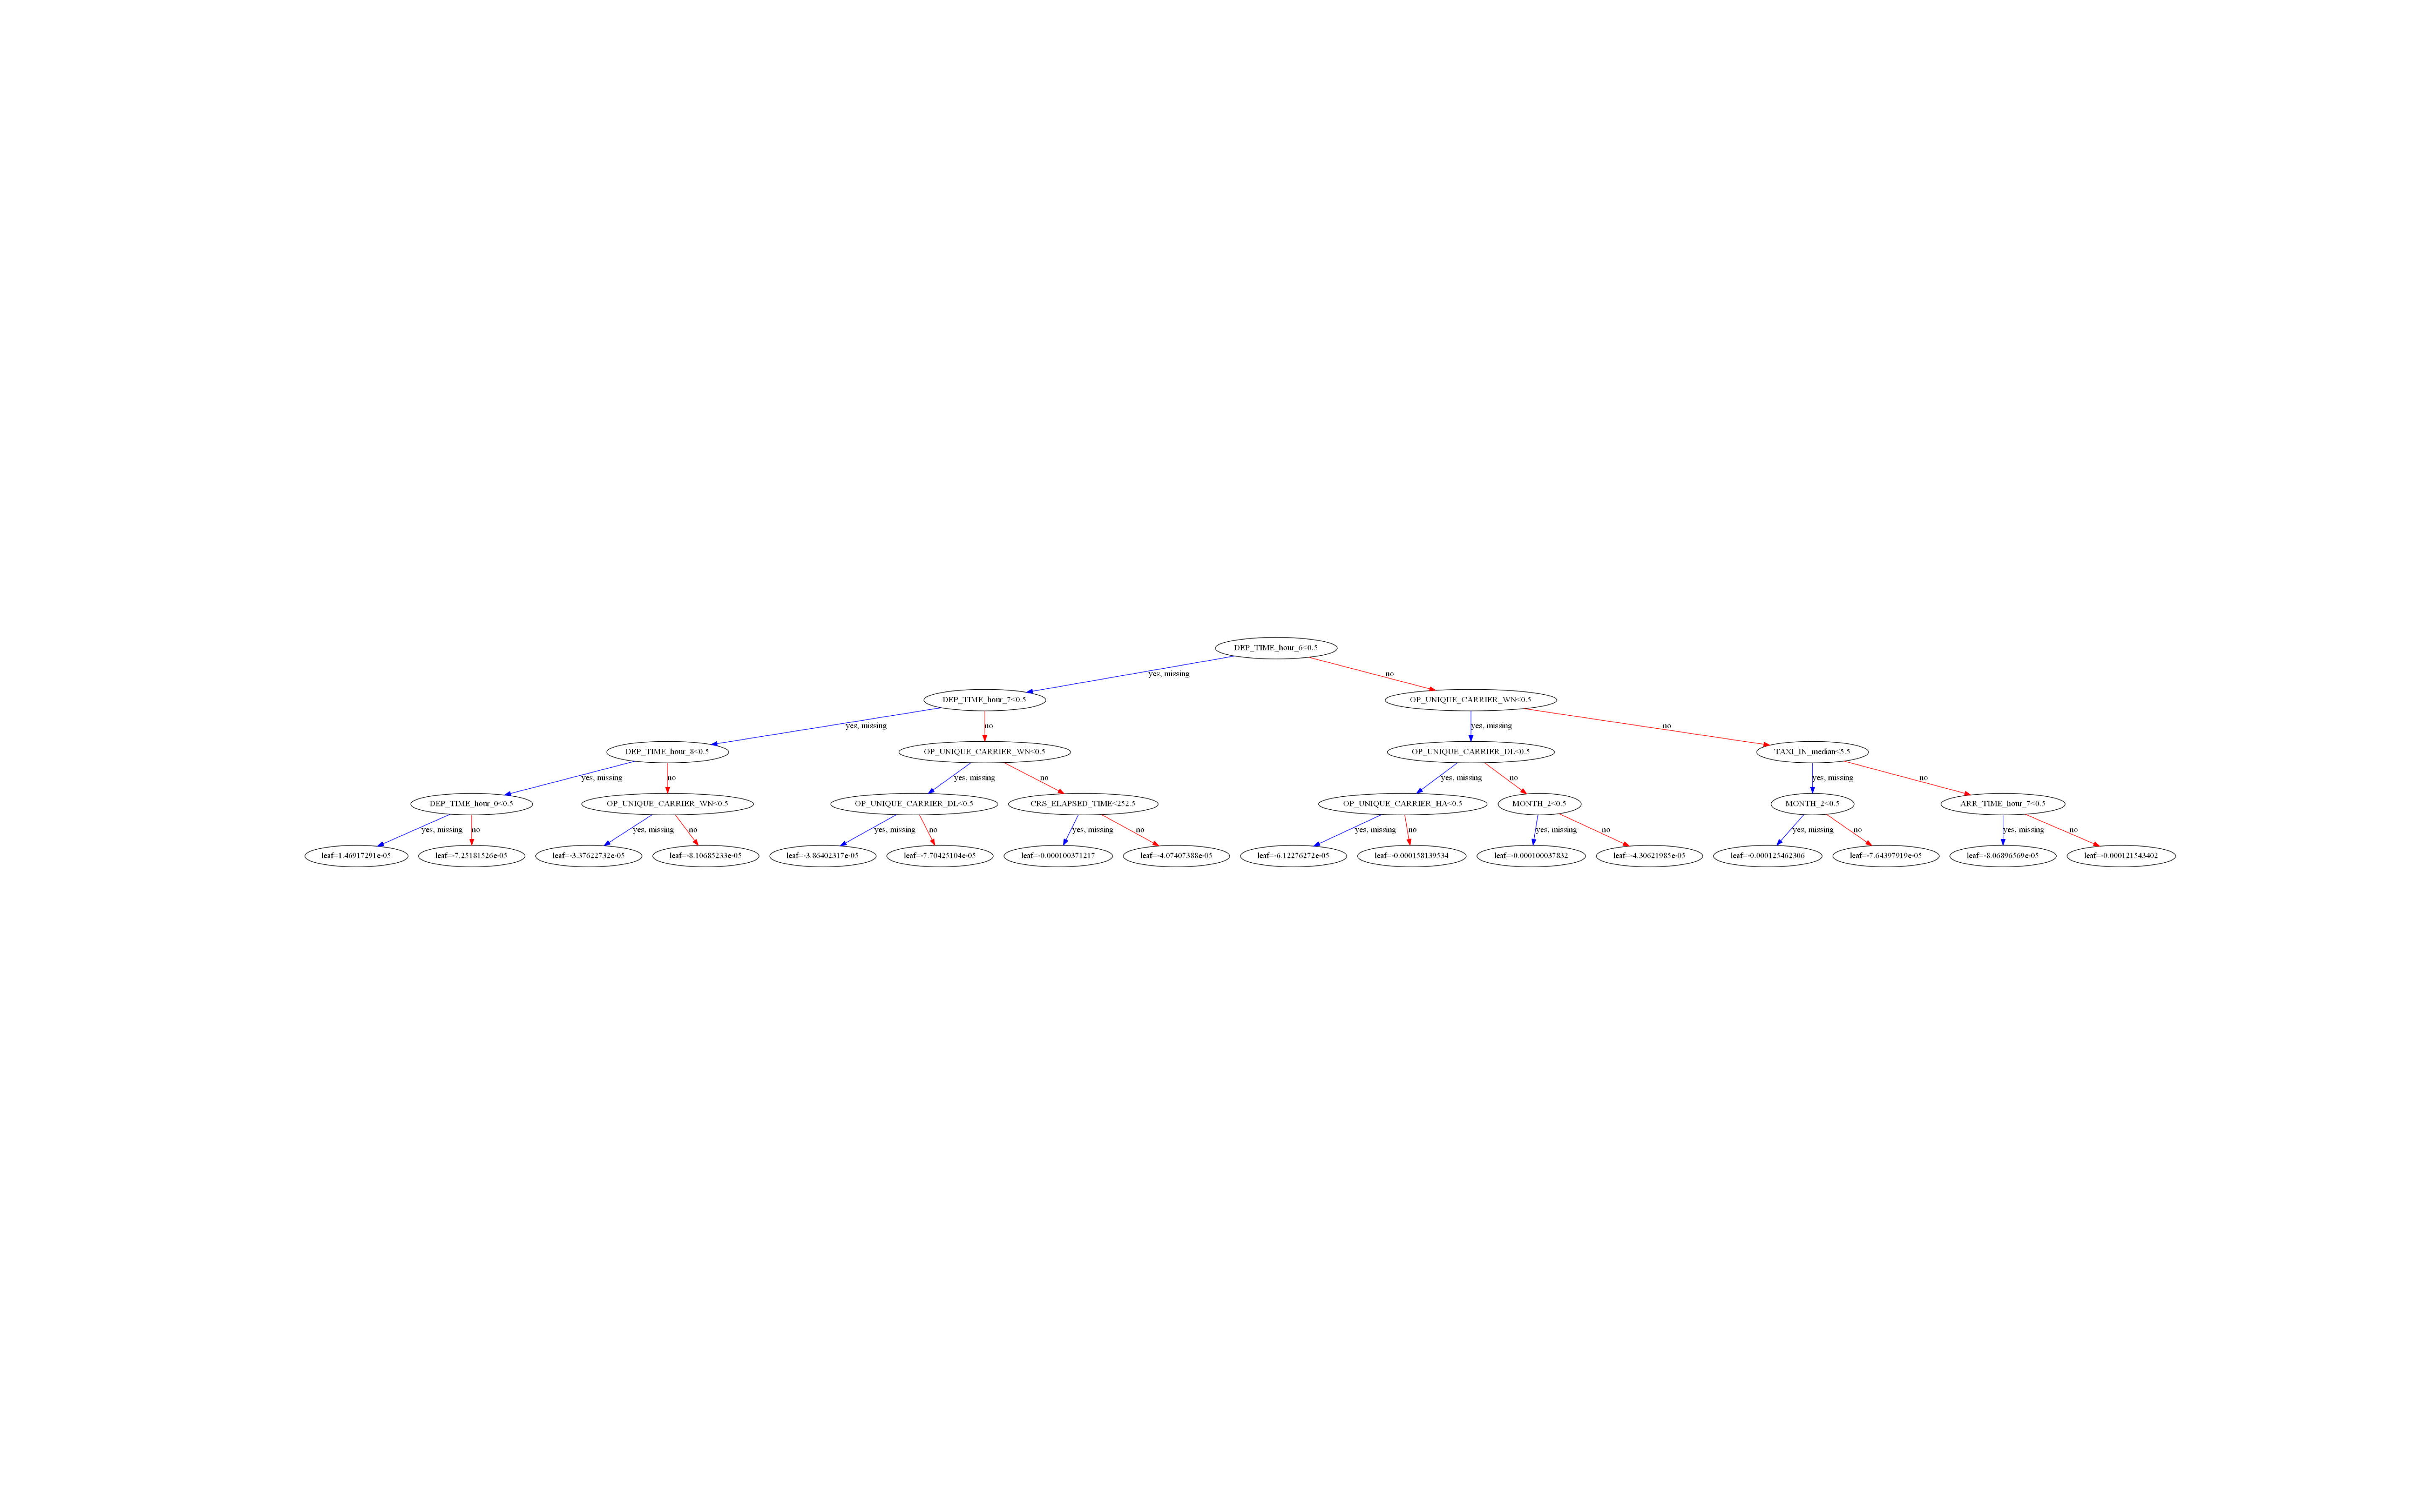 DEP_TIME_hour_6<0.5
yes, missing
no
DEP_TIME_hour_7<0.5
OP_UNIQUE_CARRIER_WN<0.5
yes, missing
no
yes, missing
no
DEP_TIME_hour_8<0.5
OP_UNIQUE_CARRIER_WN<0.5
OP_UNIQUE_CARRIER_DL<0.5
TAXI_IN_median<5.5
yes, missing
no
yes, missing
no
yes, missing
no
yes, missing
no
DEP_TIME_hour_0<0.5
OP_UNIQUE_CARRIER_WN<0.5
OP_UNIQUE_CARRIER_DL<0.5
CRS_ELAPSED_TIME<252.5
OP_UNIQUE_CARRIER_HA<0.5
MONTH_2<0.5
MONTH_2<0.5
ARR_TIME_hour_7<0.5
yes, missing
no
yes, missing
no
yes, missing
no
yes, missing
no
yes, missing
no
yes, missing
no
yes, missing
no
yes, missing
no
leaf=1.46917291e-05
leaf=-7.25181526e-05
leaf=-3.37622732e-05
leaf=-8.10685233e-05
leaf=-3.86402317e-05
leaf=-7.70425104e-05
leaf=-0.000100371217
leaf=-4.07407388e-05
leaf=-6.12276272e-05
leaf=-0.000158139534
leaf=-0.000100037832
leaf=-4.30621985e-05
leaf=-0.000125462306
leaf=-7.64397919e-05
leaf=-8.06896569e-05
leaf=-0.000121543402